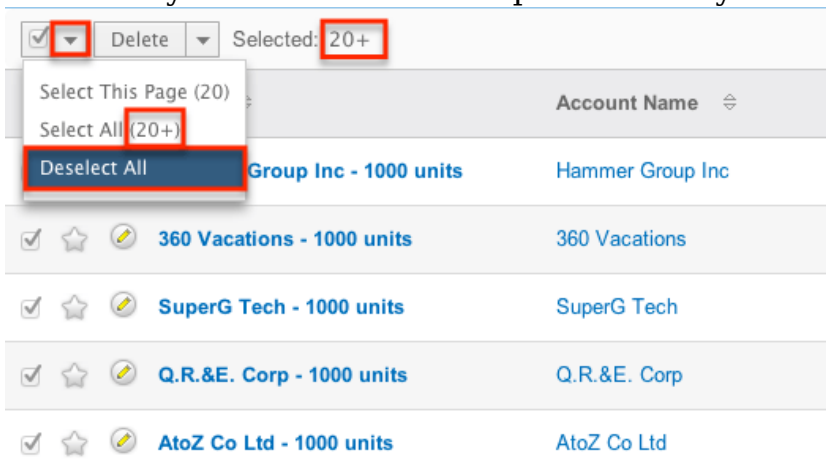 Delete Selected: 20+
Select This Page (20)
Account Name
Select All (20+)
Deselect All
Group Inc - 1000 units Hammer Group Inc
360 Vacations - 1000 units 360 Vacations
SuperG Tech - 1000 units SuperG Tech
Q.R.&E. Corp - 1000 units Q.R.&E. Corp
AtoZ Co Ltd - 1000 units AtoZ Co Ltd